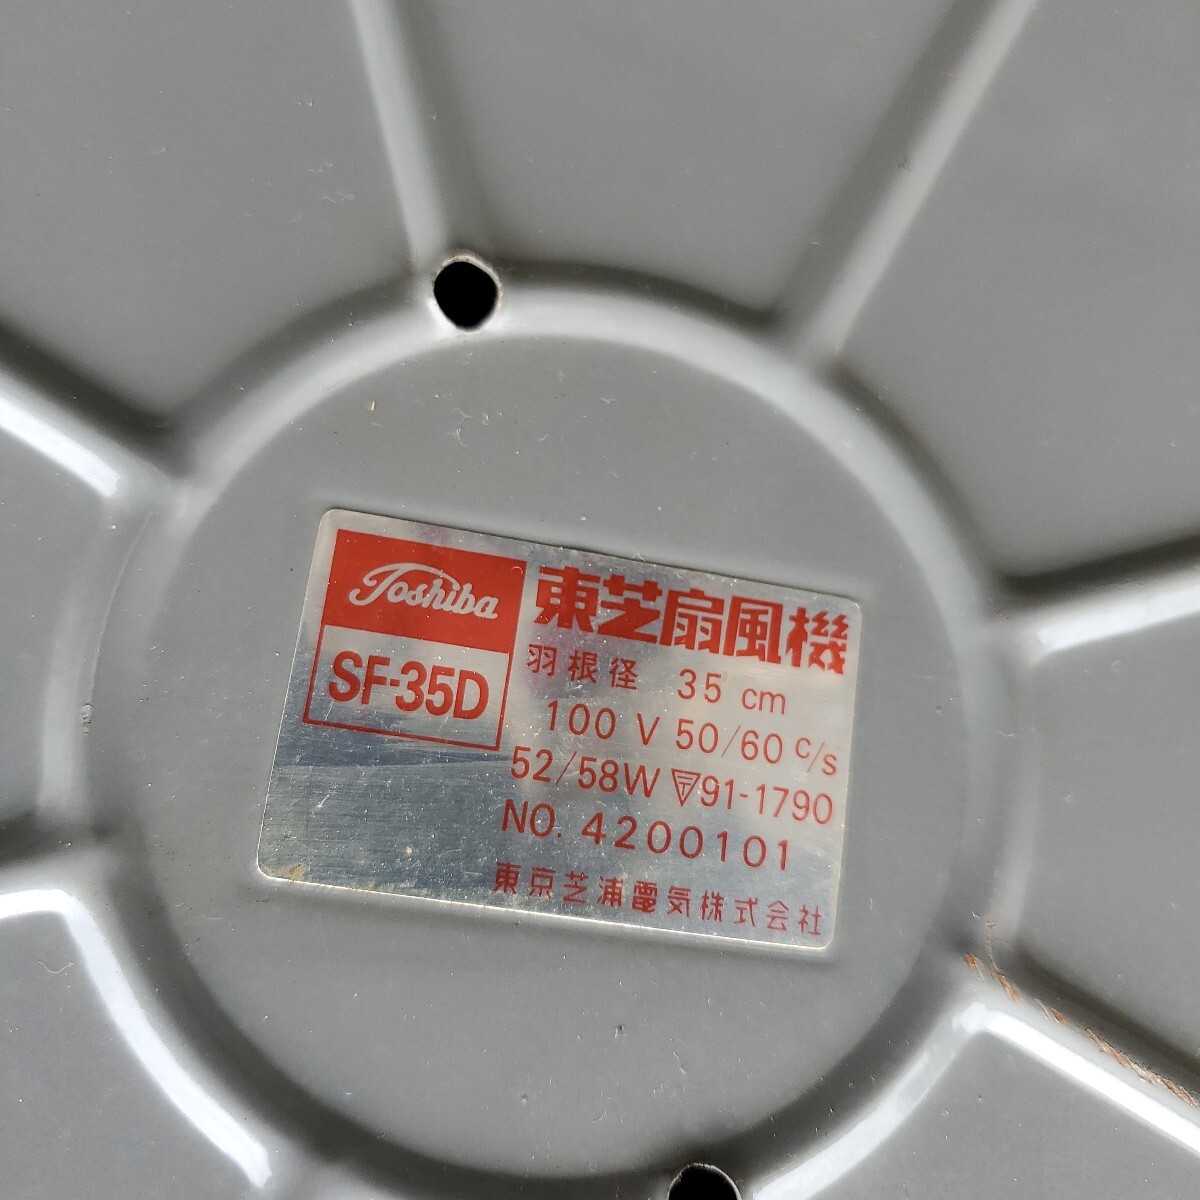 Toshiba
SF-35D
東芝扇風機
羽根径 35 cm
100 V 50/60 c/s
52/58W 〒91-1790
NO. 4200101
東京芝浦電気株式会社